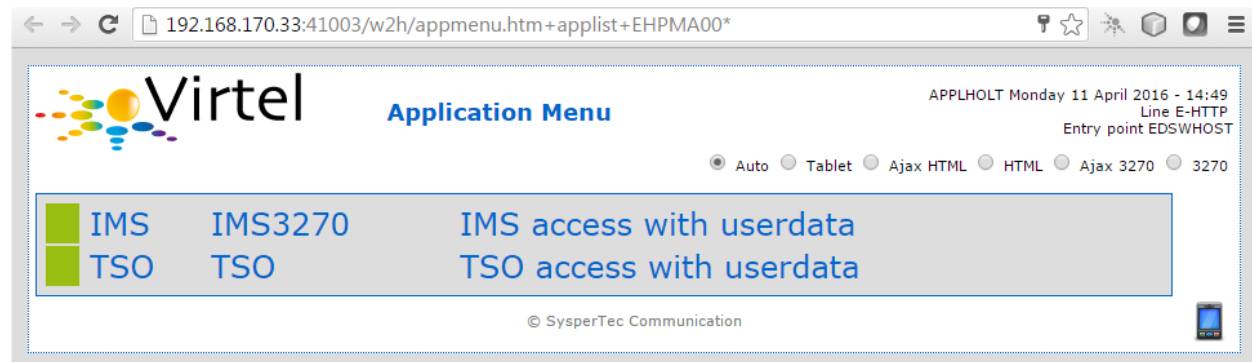 192.168.170.33:41003/w2h/appmenu.htm+applist+EHPMA00*
Virtel
Application Menu
APPLHOLT Monday 11 April 2016 - 14:49
Line E-HTTP
Entry point EDSWHOST
Auto Tablet Ajax HTML HTML Ajax 3270 3270
IMS IMS3270 IMS access with userdata
TSO TSO TSO access with userdata
© SysperTec Communication